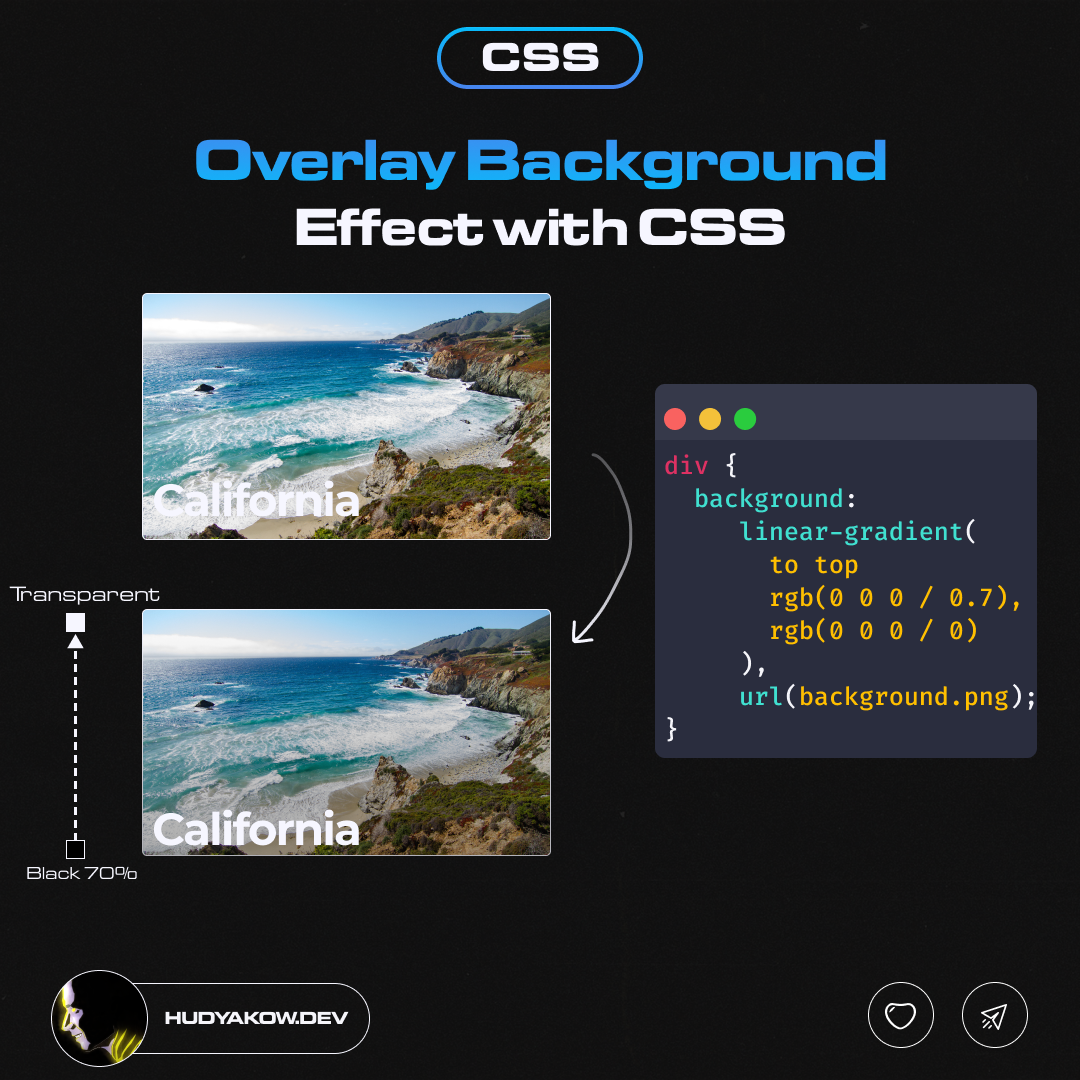 CSS
Overlay Background
Effect with CSS
California
div {
background:
linear-gradient(
to top
rgb(0 0 0 / 0.7),
rgb(0 0 0 / 0)
),
url(background.png);
}
Transparent
California
Black 70%
HUDYAKOW.DEV